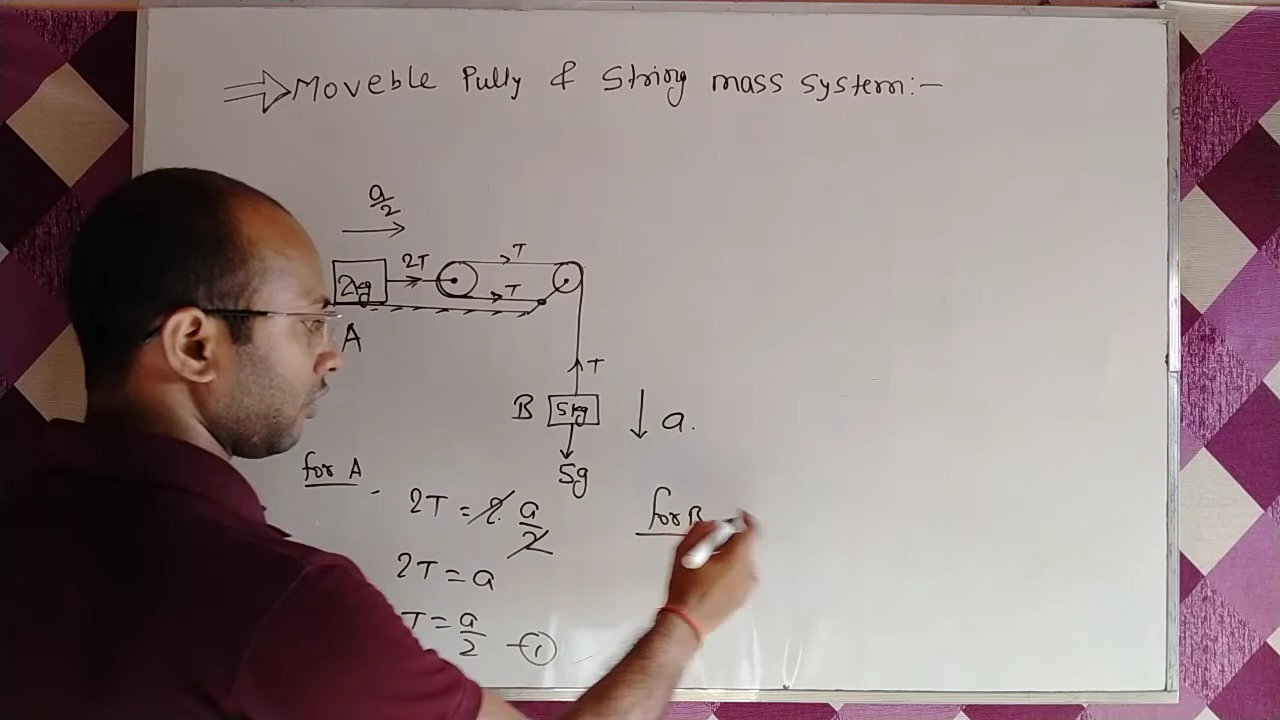 ⇒ Moveble Pully & String mass system:-
a/2
2kg 2T T T
A
T
B 5kg a.
5g
for A
2T = 2. a/2
2T = a
T = a/2 -①
for B